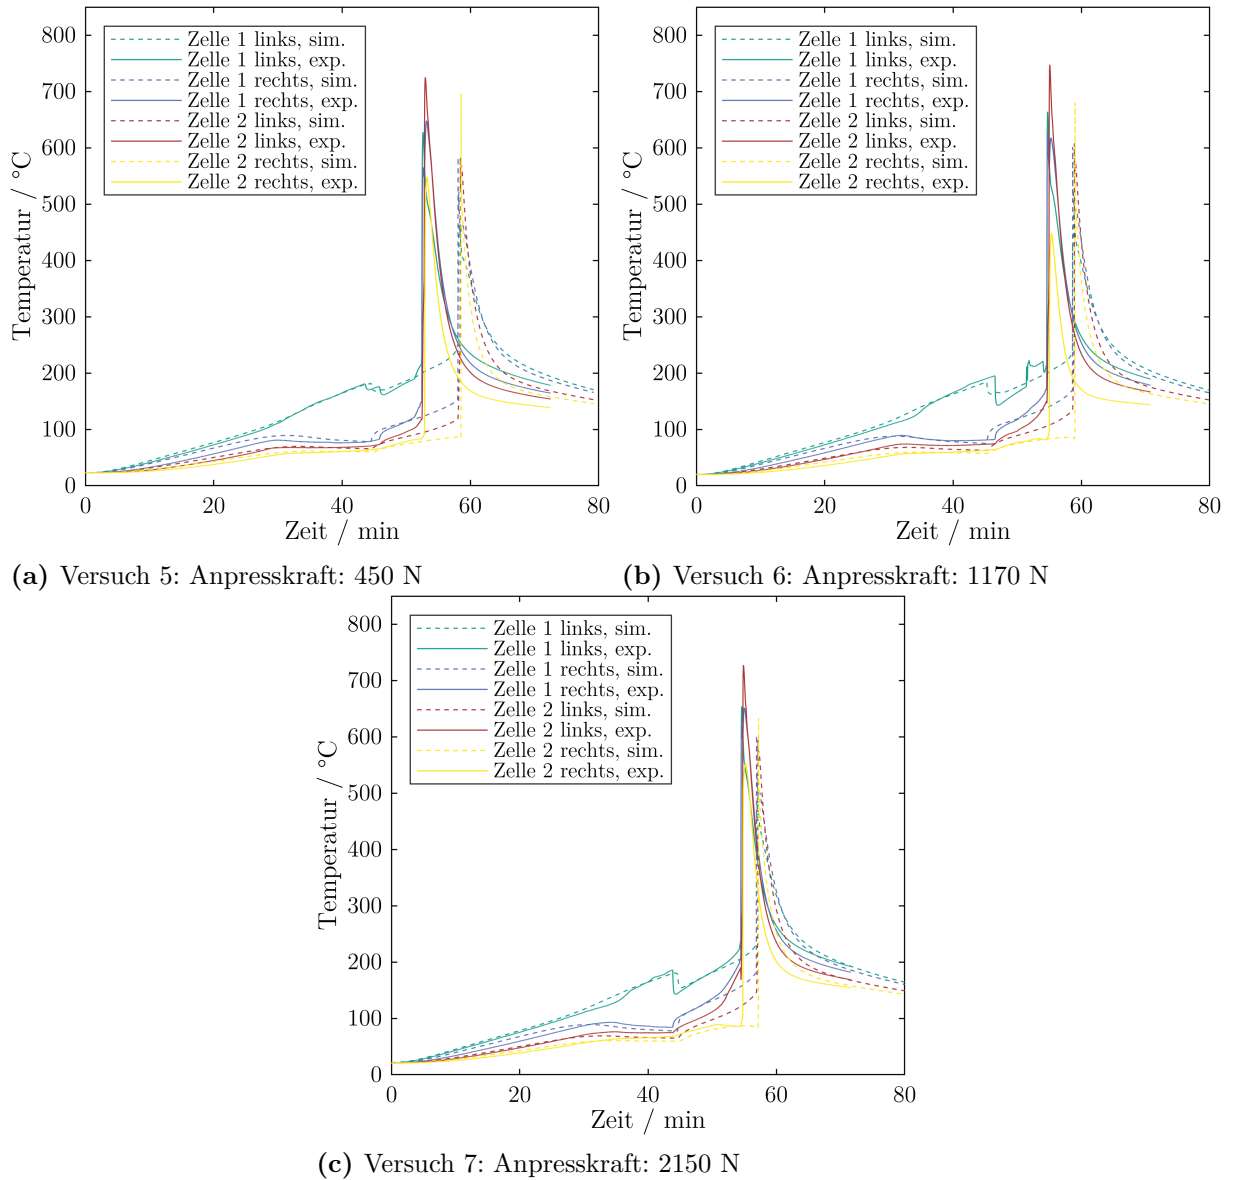 800
700
600
500
400
300
200
100
0
Temperatur / °C
Zelle 1 links, sim.
Zelle 1 links, exp.
Zelle 1 rechts, sim.
Zelle 1 rechts, exp.
Zelle 2 links, sim.
Zelle 2 links, exp.
Zelle 2 rechts, sim.
Zelle 2 rechts, exp.
0 20 40 60 80
Zeit / min
(a) Versuch 5: Anpresskraft: 450 N
800
700
600
500
400
300
200
100
0
Temperatur / °C
Zelle 1 links, sim.
Zelle 1 links, exp.
Zelle 1 rechts, sim.
Zelle 1 rechts, exp.
Zelle 2 links, sim.
Zelle 2 links, exp.
Zelle 2 rechts, sim.
Zelle 2 rechts, exp.
0 20 40 60 80
Zeit / min
(b) Versuch 6: Anpresskraft: 1170 N
800
700
600
500
400
300
200
100
0
Temperatur / °C
Zelle 1 links, sim.
Zelle 1 links, exp.
Zelle 1 rechts, sim.
Zelle 1 rechts, exp.
Zelle 2 links, sim.
Zelle 2 links, exp.
Zelle 2 rechts, sim.
Zelle 2 rechts, exp.
0 20 40 60 80
Zeit / min
(c) Versuch 7: Anpresskraft: 2150 N